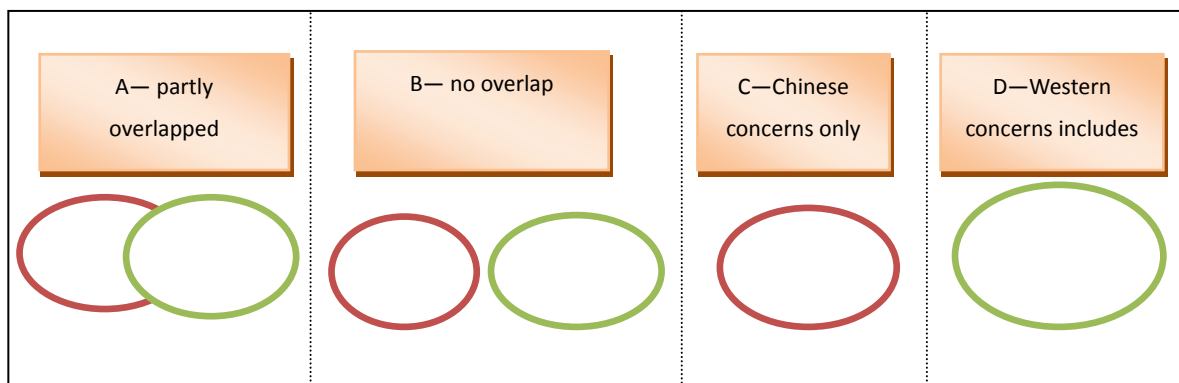 A— partly
overlapped
B— no overlap
C—Chinese
concerns only
D—Western
concerns includes